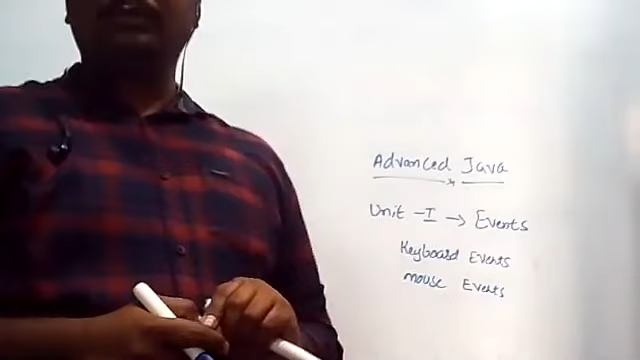 Advanced Java
Unit - I → Events
Keyboard Events
mouse Events